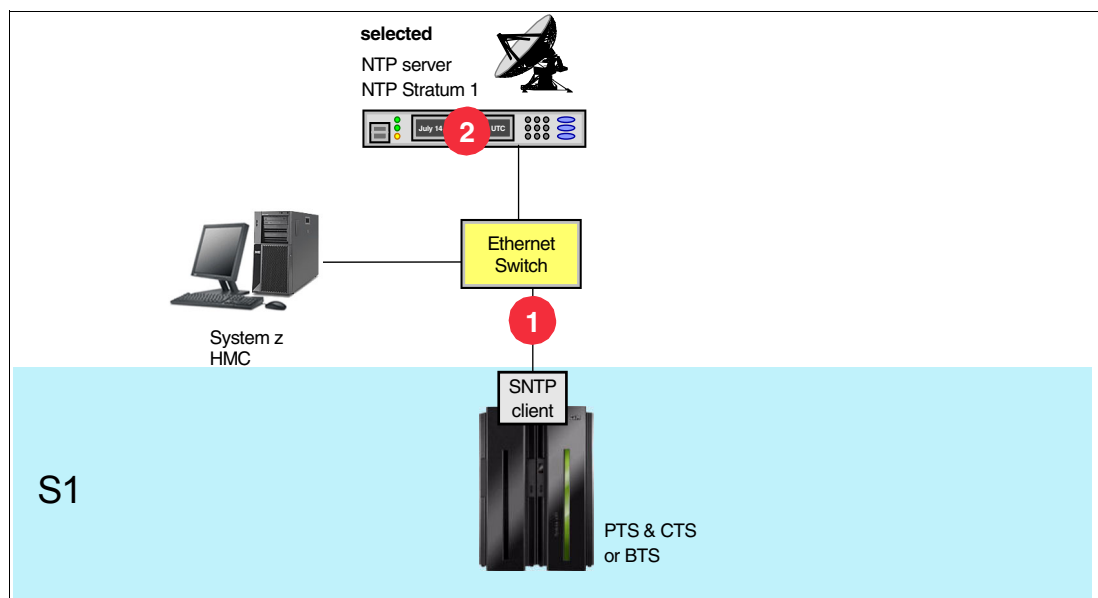 selected
NTP server
NTP Stratum 1
July 14
2
UTC
Ethernet
Switch
1
System z
HMC
SNTP
client
S1
PTS & CTS
or BTS